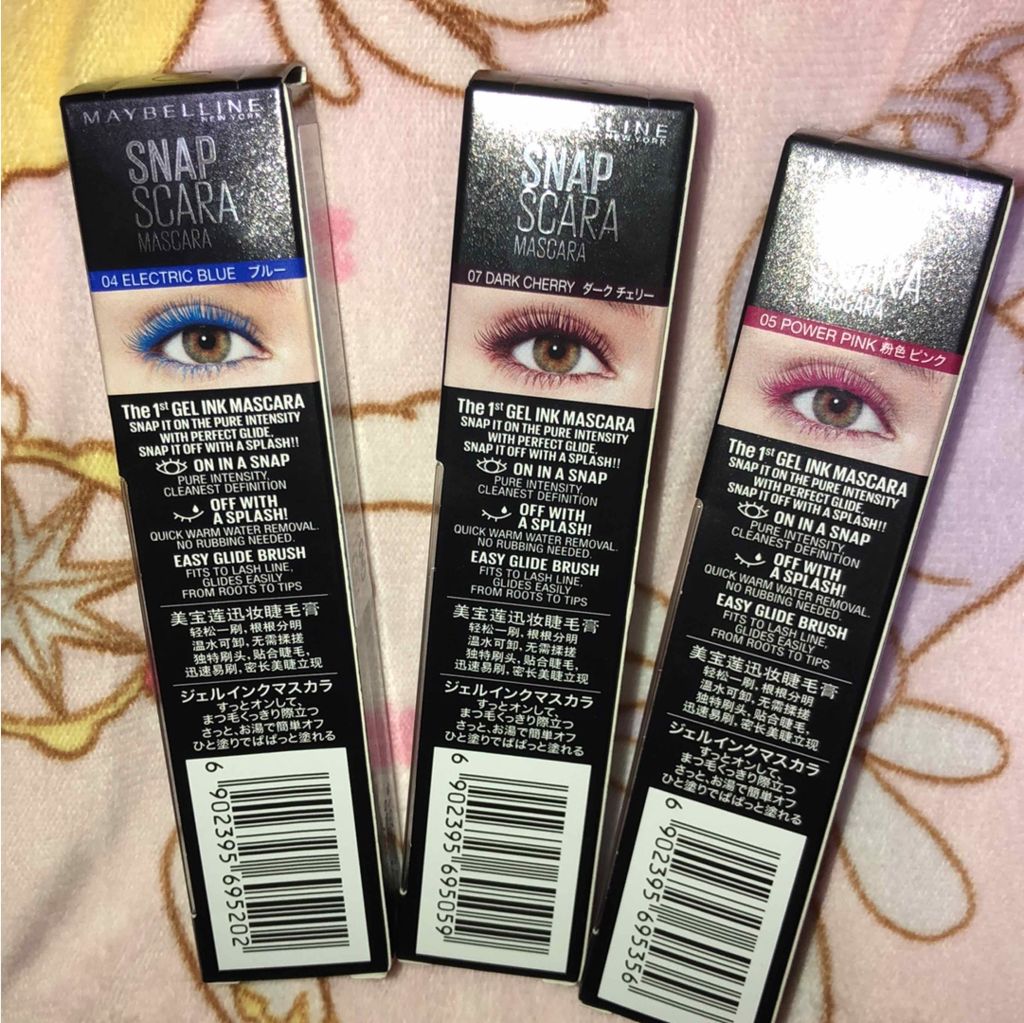 MAYBELLINE
NEW YORK
SNAP
SCARA
MASCARA
04 ELECTRIC BLUE ブルー
The 1st GEL INK MASCARA
SNAP IT ON THE PURE INTENSITY
WITH PERFECT GLIDE.
SNAP IT OFF WITH A SPLASH!!
ON IN A SNAP
PURE INTENSITY,
CLEANEST DEFINITION
OFF WITH
A SPLASH!
QUICK WARM WATER REMOVAL.
NO RUBBING NEEDED.
EASY GLIDE BRUSH
FITS TO LASH LINE,
GLIDES EASILY
FROM ROOTS TO TIPS
美宝莲迅妆睫毛膏
轻松一刷,根根分明
温水可卸,无需揉搓
独特刷头,贴合睫毛,
迅速易刷,密长美睫立现
ジェルインクマスカラ
すっとオンして、
まつ毛くっきり際立つ
さっと、お湯で簡単オフ
ひと塗りでぱぱっと塗れる
6 902395 695202
LINE
NEW YORK
SNAP
SCARA
MASCARA
07 DARK CHERRY ダーク チェリー
The 1st GEL INK MASCARA
SNAP IT ON THE PURE INTENSITY
WITH PERFECT GLIDE.
SNAP IT OFF WITH A SPLASH!!
ON IN A SNAP
PURE INTENSITY,
CLEANEST DEFINITION
OFF WITH
A SPLASH!
QUICK WARM WATER REMOVAL.
NO RUBBING NEEDED.
EASY GLIDE BRUSH
FITS TO LASH LINE,
GLIDES EASILY
FROM ROOTS TO TIPS
美宝莲迅妆睫毛膏
轻松一刷,根根分明
温水可卸,无需揉搓
独特刷头,贴合睫毛,
迅速易刷,密长美睫立现
ジェルインクマスカラ
すっとオンして、
まつ毛くっきり際立つ
さっと、お湯で簡単オフ
ひと塗りでぱぱっと塗れる
6 902395 695059
SCARA
MASCARA
05 POWER PINK 粉色 ピンク
The 1st GEL INK MASCARA
SNAP IT ON THE PURE INTENSITY
WITH PERFECT GLIDE.
SNAP IT OFF WITH A SPLASH!!
ON IN A SNAP
PURE INTENSITY,
CLEANEST DEFINITION
OFF WITH
A SPLASH!
QUICK WARM WATER REMOVAL.
NO RUBBING NEEDED.
EASY GLIDE BRUSH
FITS TO LASH LINE,
GLIDES EASILY
FROM ROOTS TO TIPS
美宝莲迅妆睫毛膏
轻松一刷,根根分明
温水可卸,无需揉搓
独特刷头,贴合睫毛,
迅速易刷,密长美睫立现
ジェルインクマスカラ
すっとオンして、
まつ毛くっきり際立つ
さっと、お湯で簡単オフ
ひと塗りでぱぱっと塗れる
6 902395 695356